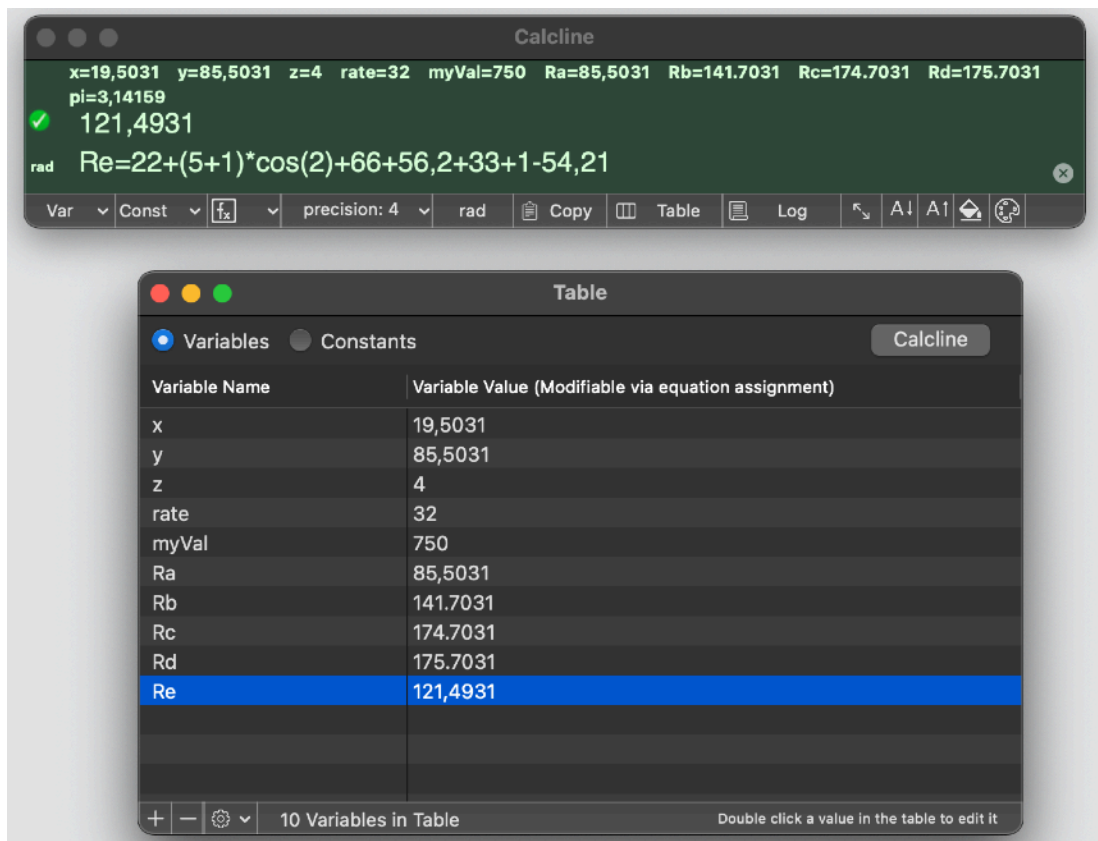 Calcline
x=19,5031 y=85,5031 z=4 rate=32 myVal=750 Ra=85,5031 Rb=141.7031 Rc=174.7031 Rd=175.7031
pi=3,14159
121,4931
rad Re=22+(5+1)*cos(2)+66+56,2+33+1-54,21
Var Const fx precision: 4 rad Copy Table Log A↓ A↑
Table
Variables Constants Calcline
Variable Name Variable Value (Modifiable via equation assignment)
x 19,5031
y 85,5031
z 4
rate 32
myVal 750
Ra 85,5031
Rb 141.7031
Rc 174.7031
Rd 175.7031
Re 121,4931
10 Variables in Table Double click a value in the table to edit it